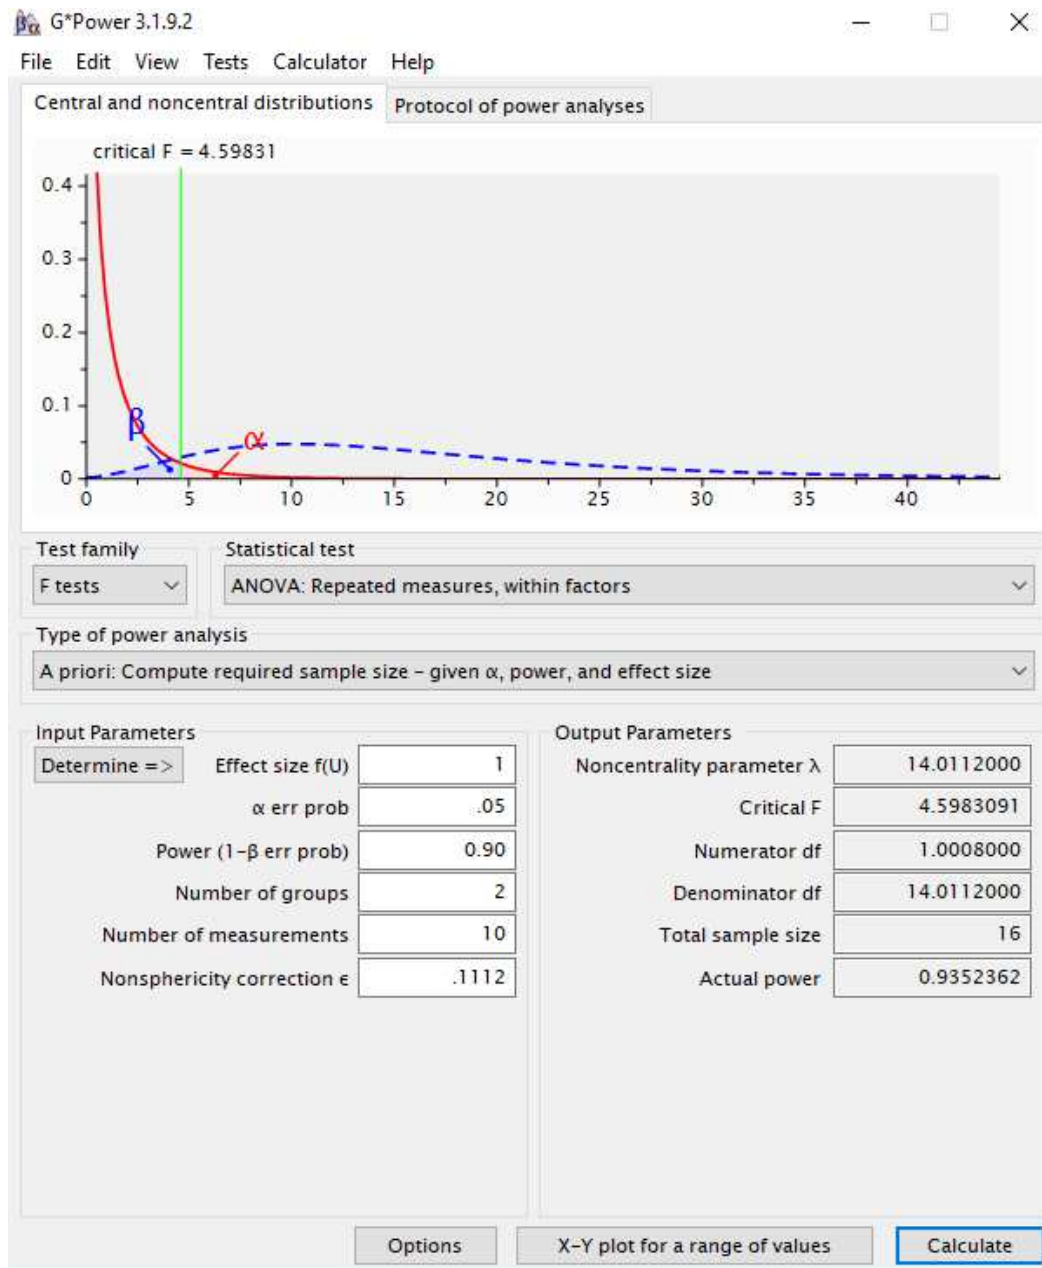 G*Power 3.1.9.2
File Edit View Tests Calculator Help
Central and noncentral distributions Protocol of power analyses
critical F = 4.59831
0.4
0.3
0.2
0.1
0
β
α
0 5 10 15 20 25 30 35 40
Test family Statistical test
F tests ANOVA: Repeated measures, within factors
Type of power analysis
A priori: Compute required sample size – given α, power, and effect size
Input Parameters Output Parameters
Determine => Effect size f(U) 1 Noncentrality parameter λ 14.0112000
α err prob .05 Critical F 4.5983091
Power (1-β err prob) 0.90 Numerator df 1.0008000
Number of groups 2 Denominator df 14.0112000
Number of measurements 10 Total sample size 16
Nonsphericity correction ϵ .1112 Actual power 0.9352362
Options X-Y plot for a range of values Calculate